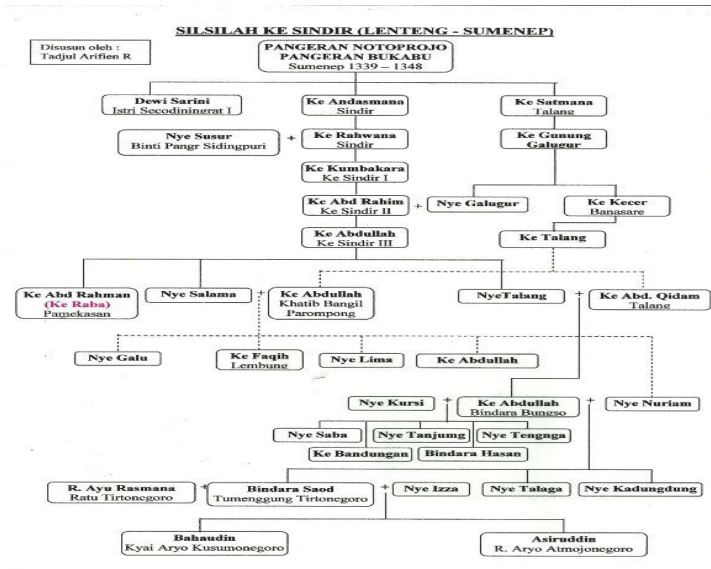 SILSILAH KE SINDIR (LENTENG - SUMENEP)
Disusun oleh :
Tadjul Arifien R
PANGERAN NOTOPROJO
PANGERAN BUKABU
Sumenep 1339 – 1348
Dewi Sarini
Istri Secodiningrat I
Ke Andasmana
Sindir
Ke Satmana
Talang
Nye Susur
Binti Pangr Sidingpuri
+
Ke Rahwana
Sindir
Ke Gunung
Galugur
Ke Kumbakara
Ke Sindir I
Ke Abd Rahim
Ke Sindir II
+
Nye Galugur
Ke Kecer
Banasare
Ke Abdullah
Ke Sindir III
Ke Talang
Ke Abd Rahman
(Ke Raba)
Pamekasan
Nye Salama
+
Ke Abdullah
Khatib Bangil
Parompong
NyeTalang
+
Ke Abd. Qidam
Talang
Nye Galu
Ke Faqih
Lembung
Nye Lima
Ke Abdullah
Nye Kursi
+
Ke Abdullah
Bindara Bungso
+
Nye Nuriam
Nye Saba
Nye Tanjumg
Nye Tengnga
Ke Bandungan
Bindara Hasan
R. Ayu Rasmana
Ratu Tirtonegoro
+
Bindara Saod
Tumenggung Tirtonegoro
+
Nye Izza
Nye Talaga
Nye Kadungdung
Bahaudin
Kyai Aryo Kusumonegoro
Asiruddin
R. Aryo Atmojonegoro